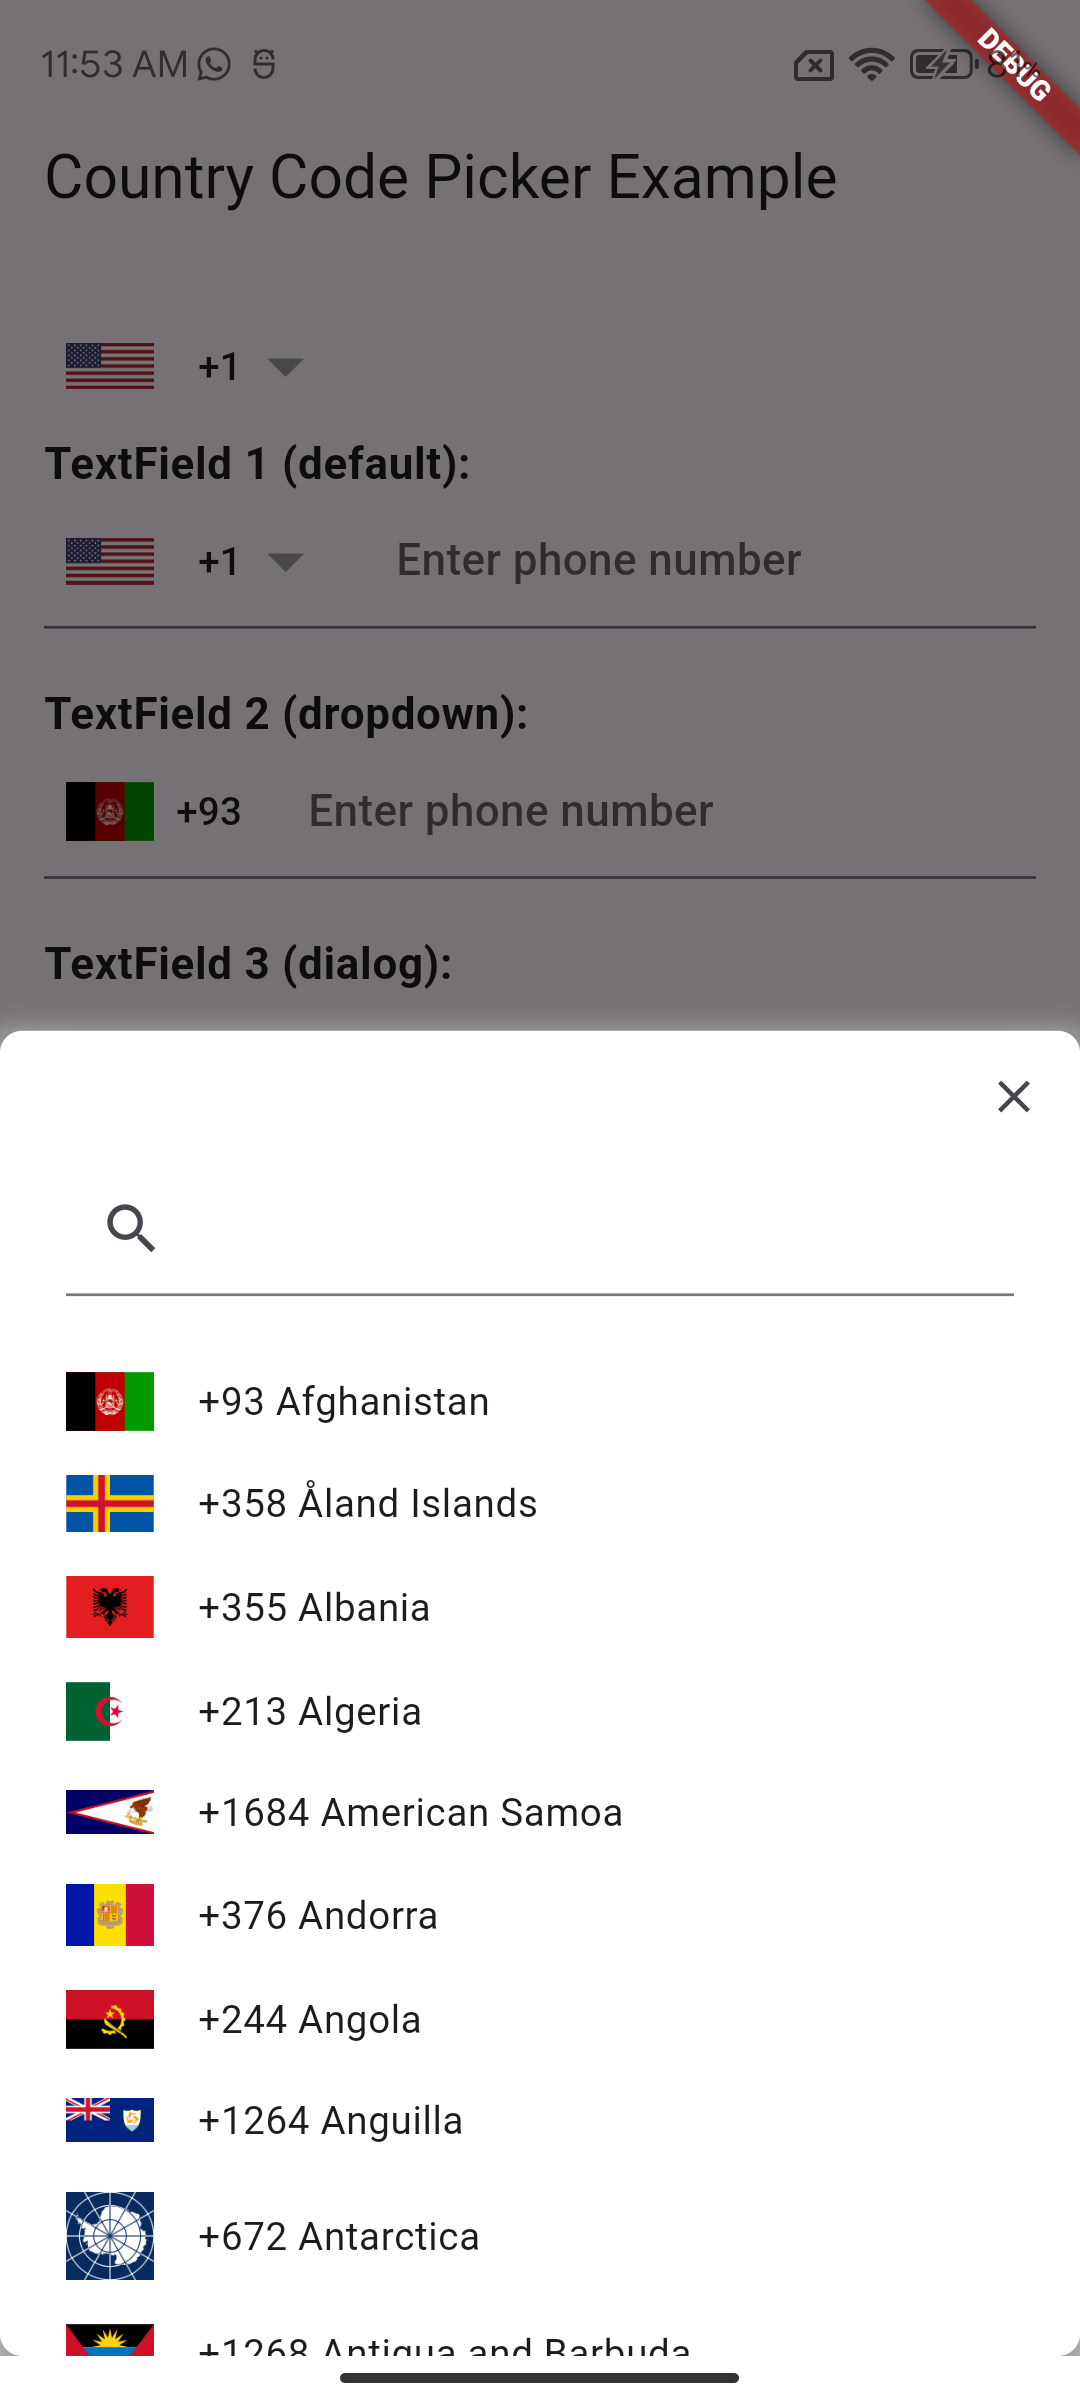 11:53 AM
DEBUG
Country Code Picker Example
+1
TextField 1 (default):
+1 Enter phone number
TextField 2 (dropdown):
+93 Enter phone number
TextField 3 (dialog):
+93 Afghanistan
+358 Åland Islands
+355 Albania
+213 Algeria
+1684 American Samoa
+376 Andorra
+244 Angola
+1264 Anguilla
+672 Antarctica
+1268 Antigua and Barbuda